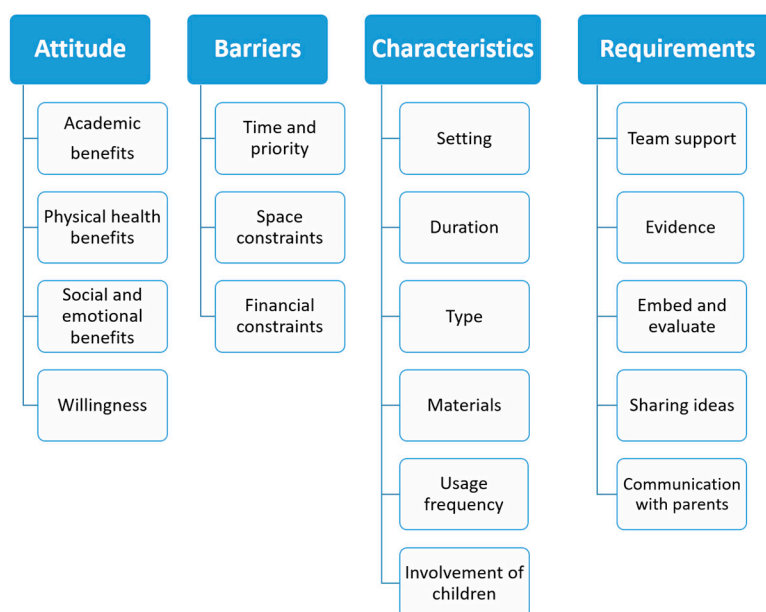 Attitude
Academic
benefits
Physical health
benefits
Social and
emotional
benefits
Willingness
Barriers
Time and
priority
Space
constraints
Financial
constraints
Characteristics
Setting
Duration
Type
Materials
Usage
frequency
Involvement of
children
Requirements
Team support
Evidence
Embed and
evaluate
Sharing ideas
Communication
with parents